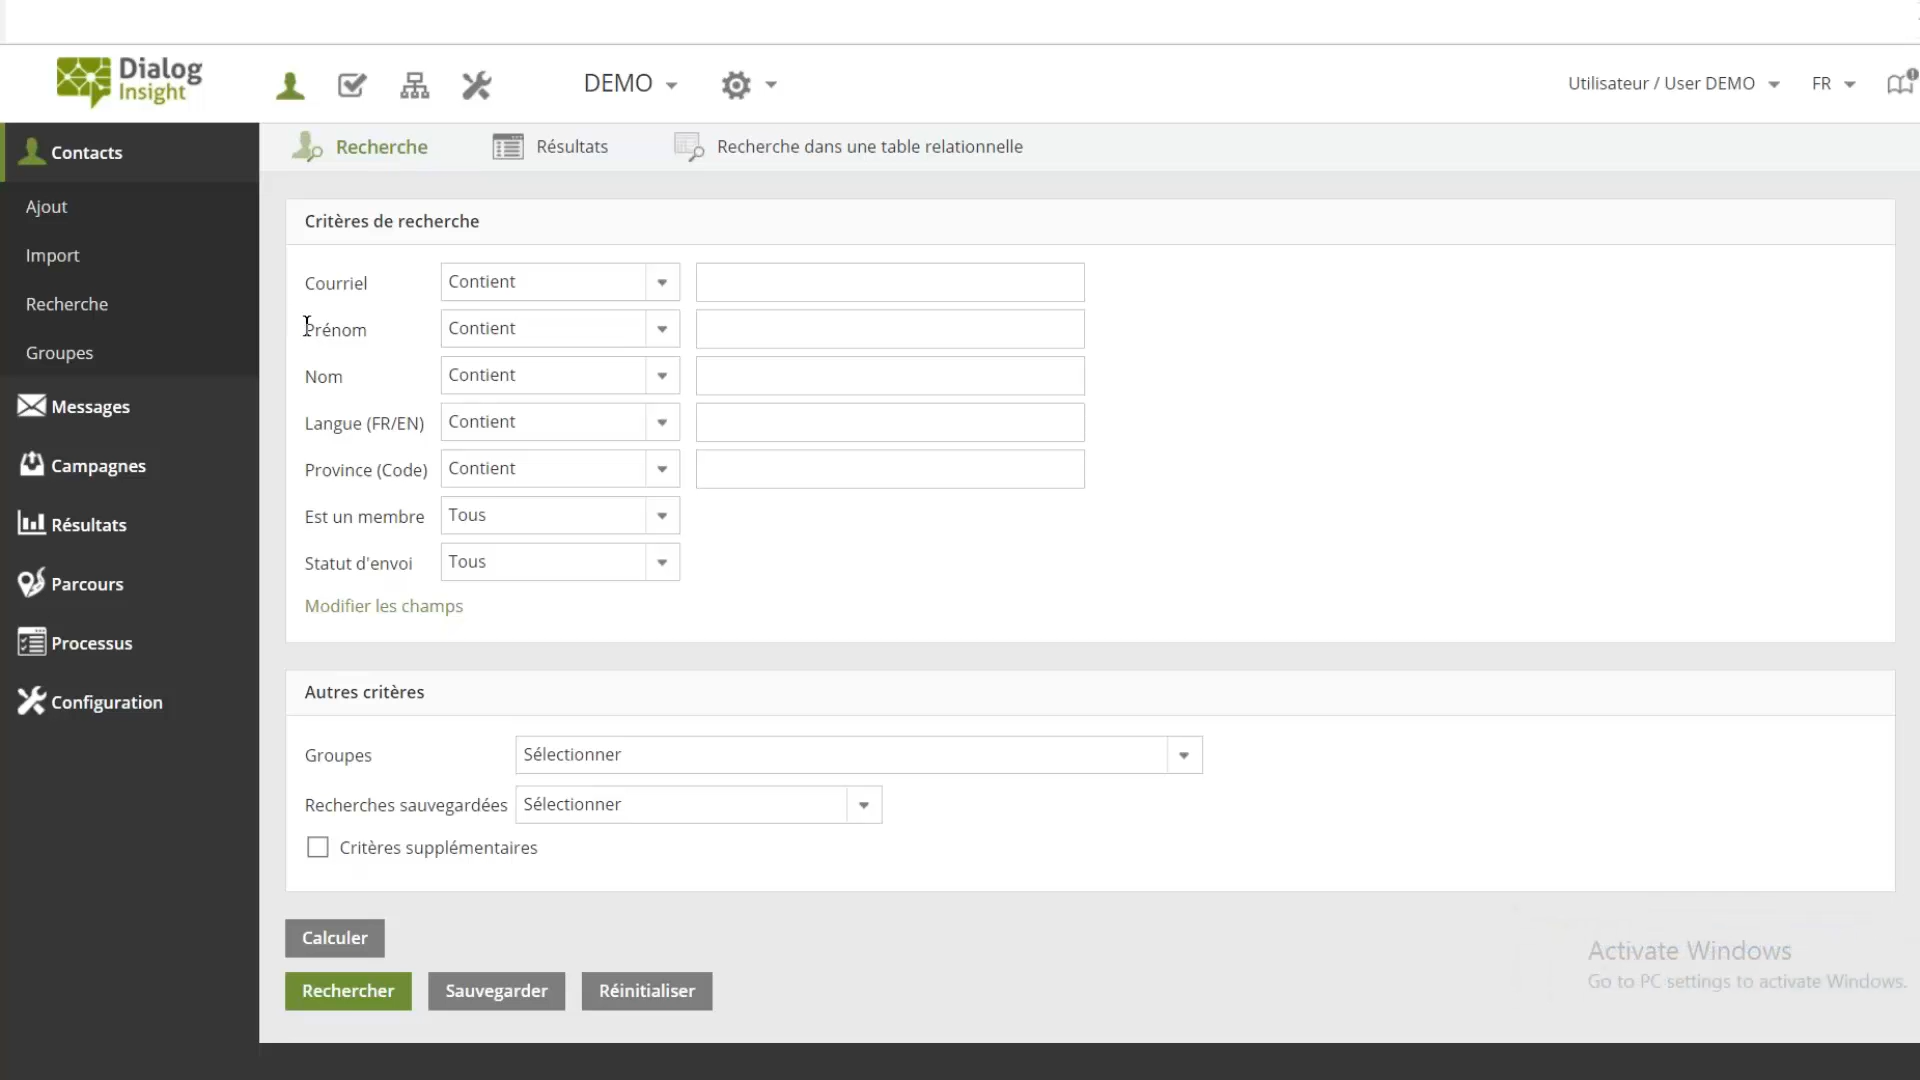 Dialog
Insight
DEMO
Utilisateur / User DEMO
FR
Contacts
Ajout
Import
Recherche
Groupes
Messages
Campagnes
Résultats
Parcours
Processus
Configuration
Recherche
Résultats
Recherche dans une table relationnelle
Critères de recherche
Courriel Contient
Prénom Contient
Nom Contient
Langue (FR/EN) Contient
Province (Code) Contient
Est un membre Tous
Statut d'envoi Tous
Modifier les champs
Autres critères
Groupes Sélectionner
Recherches sauvegardées Sélectionner
Critères supplémentaires
Calculer
Rechercher Sauvegarder Réinitialiser
Activate Windows
Go to PC settings to activate Windows.